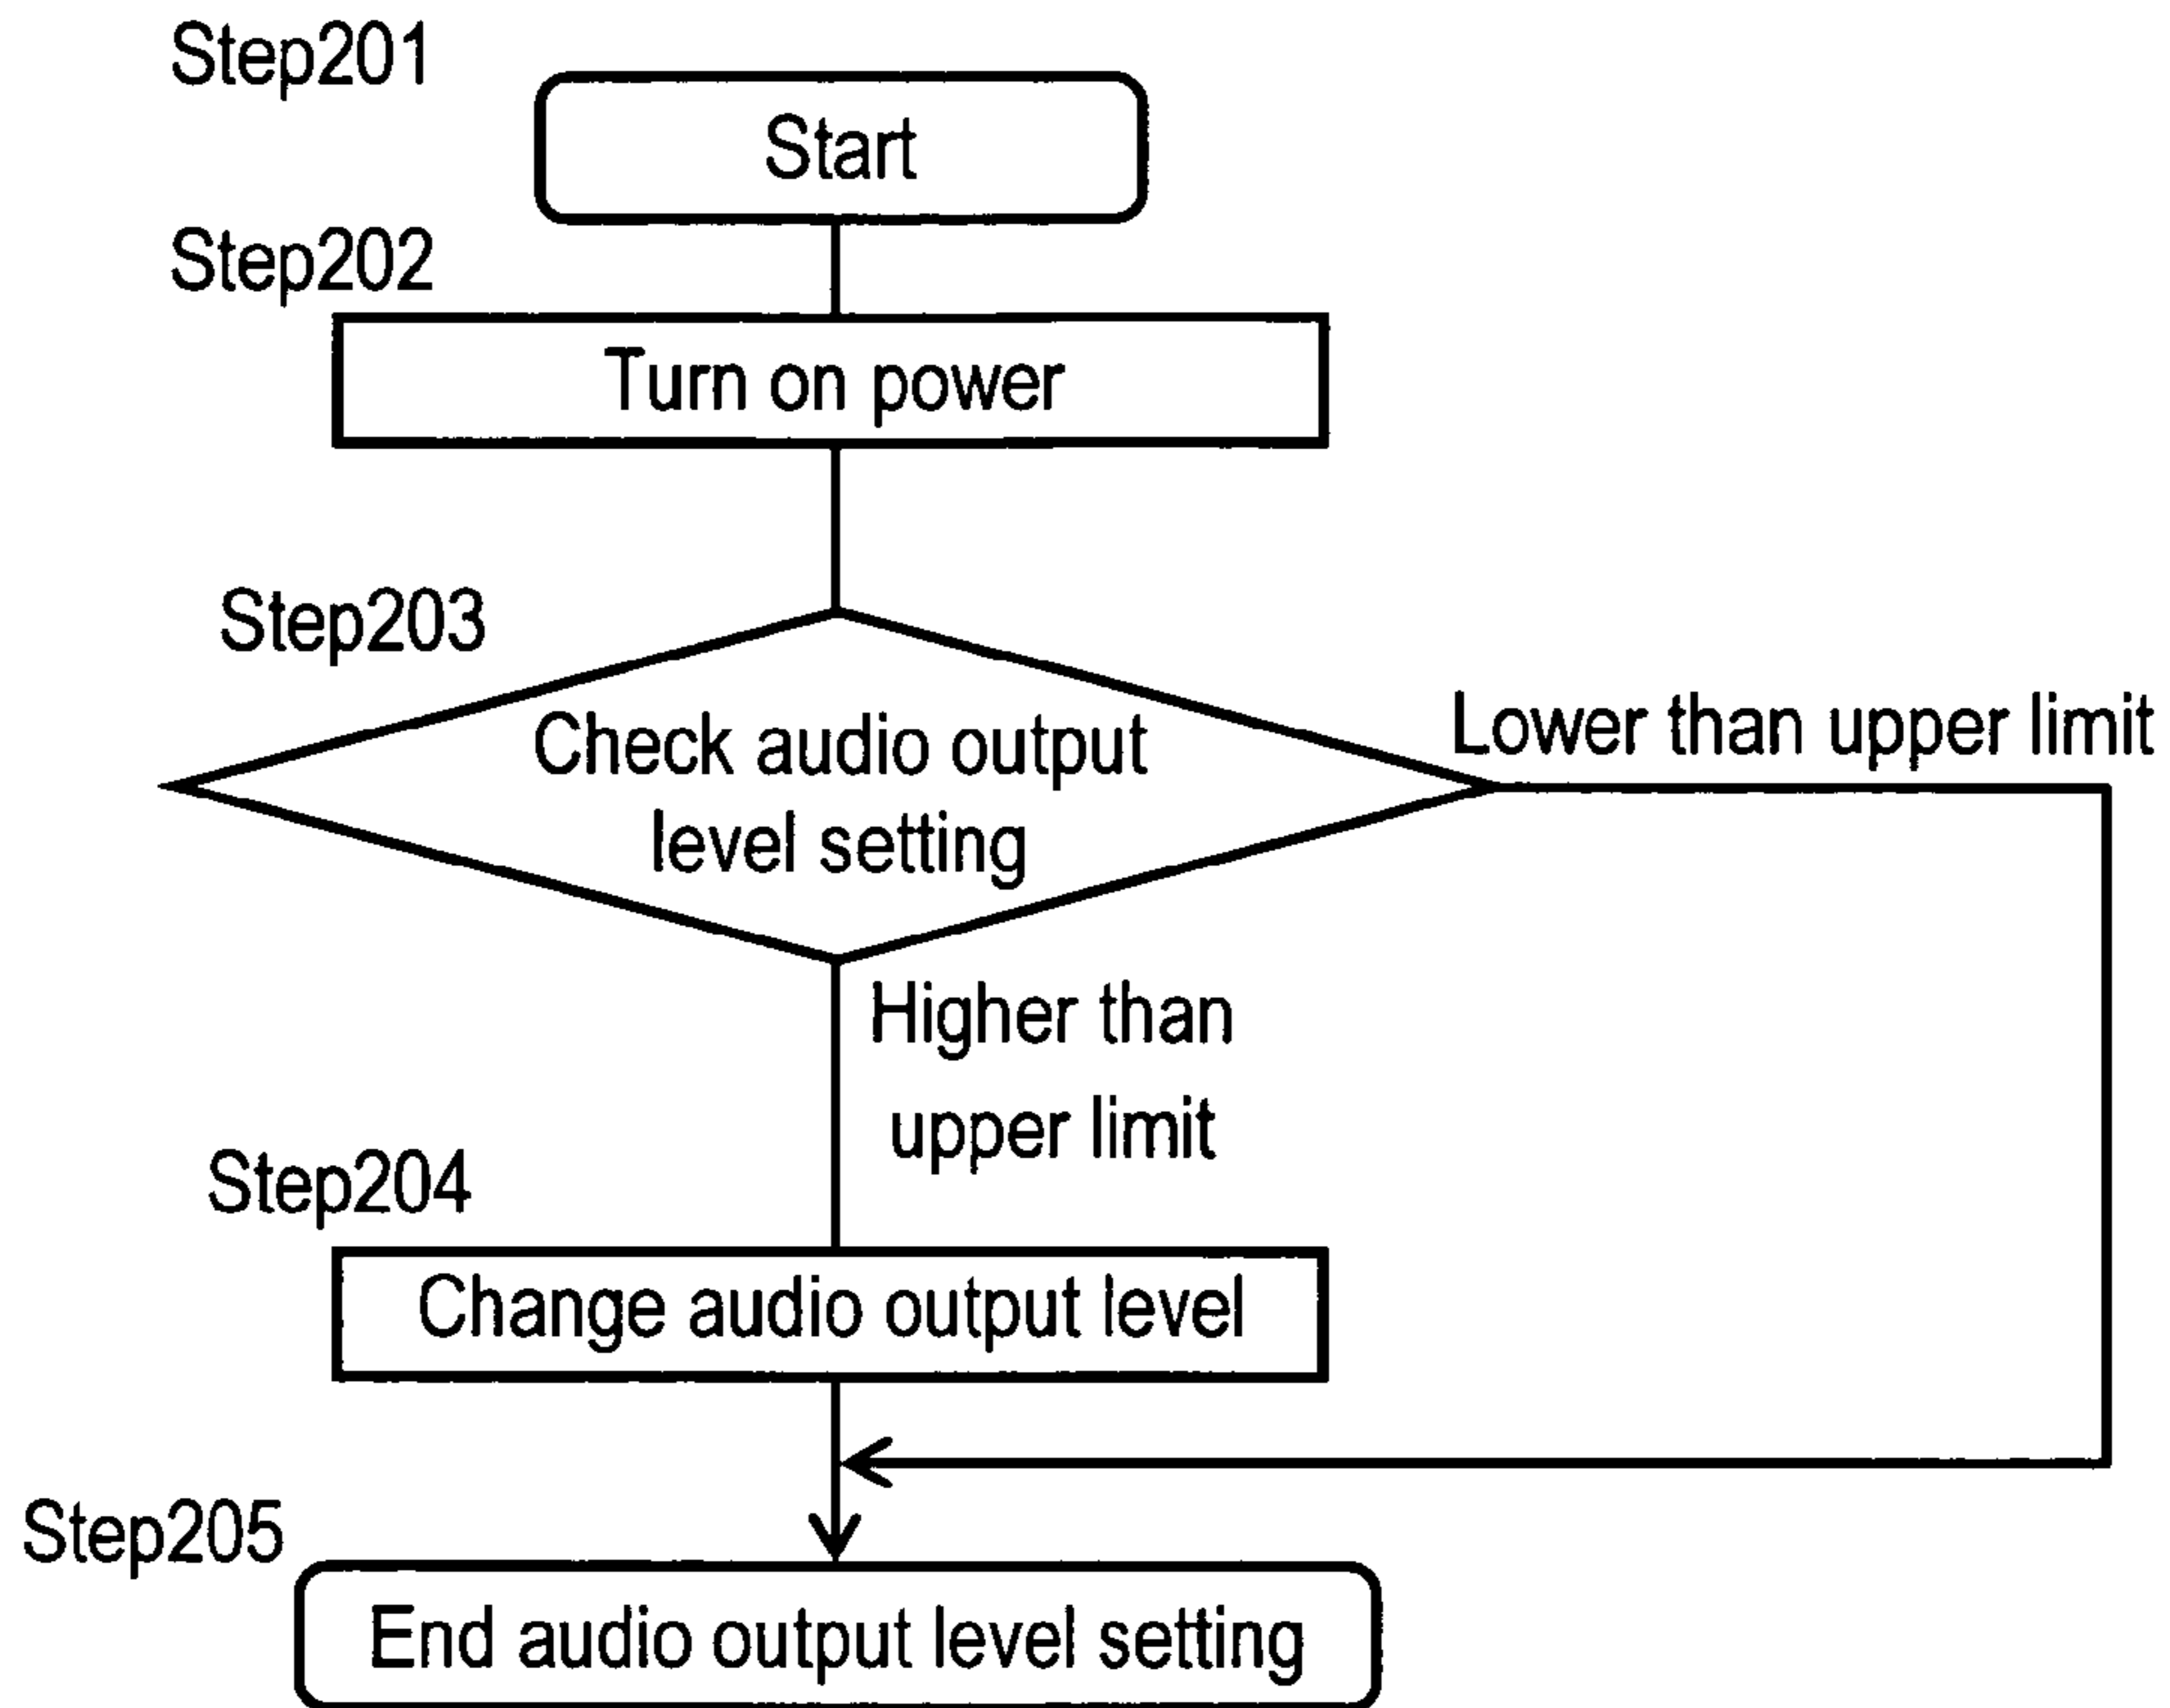 Step201
Start
Step202
Turn on power
Step203
Check audio output
level setting
Lower than upper limit
Higher than
upper limit
Step204
Change audio output level
Step205
End audio output level setting